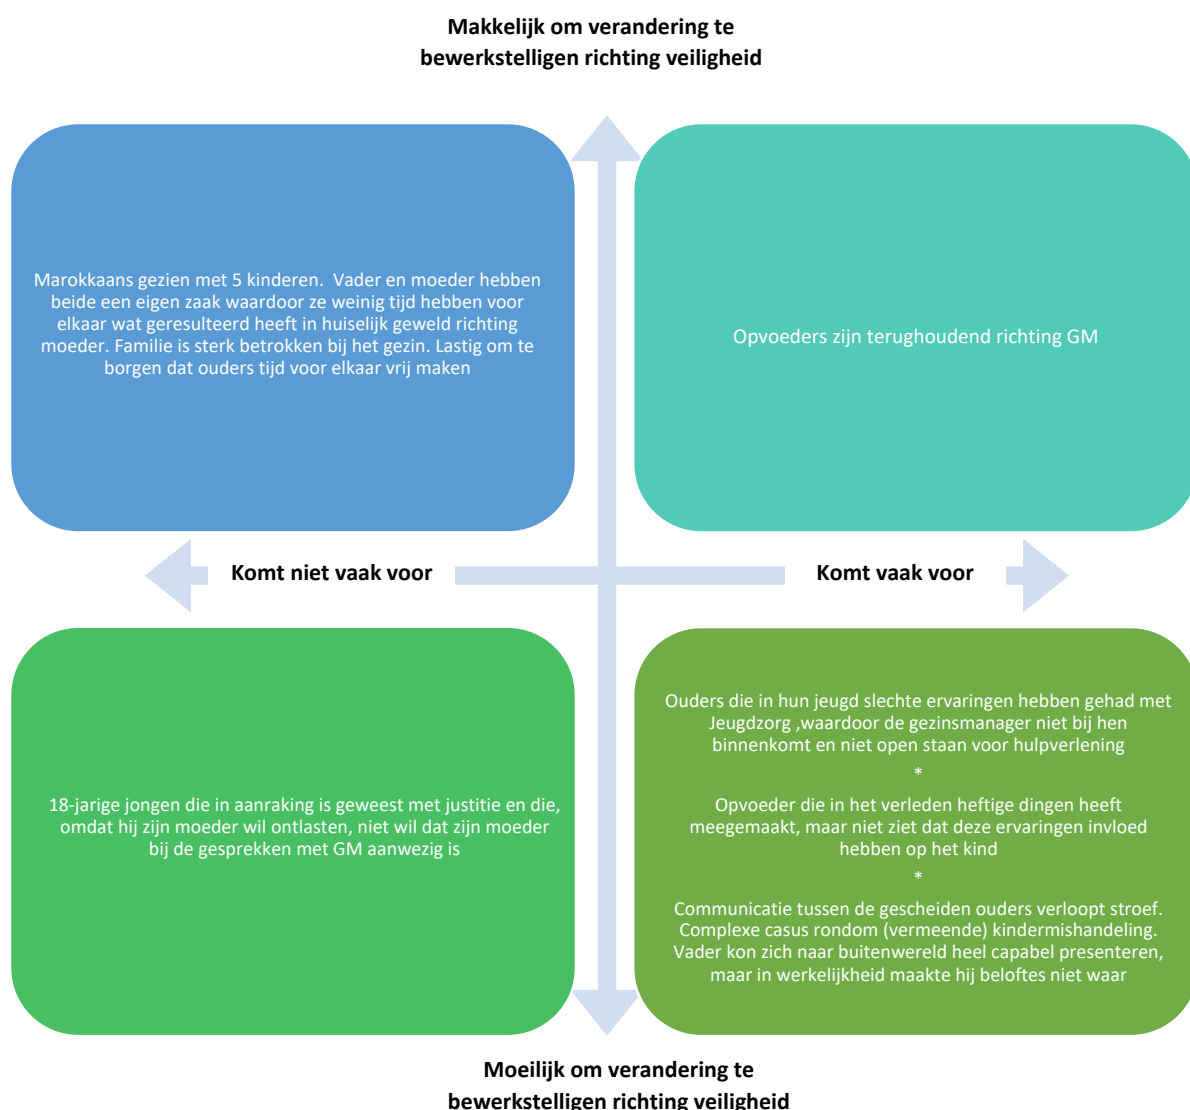 Makkelijk om verandering te
bewerkstelligen richting veiligheid
Marokkaans gezien met 5 kinderen.  Vader en moeder hebben
beide een eigen zaak waardoor ze weinig tijd hebben voor
elkaar wat geresulteerd heeft in huiselijk geweld richting
moeder. Familie is sterk betrokken bij het gezin. Lastig om te
borgen dat ouders tijd voor elkaar vrij maken
Opvoeders zijn terughoudend richting GM
Komt niet vaak voor
Komt vaak voor
18-jarige jongen die in aanraking is geweest met justitie en die,
omdat hij zijn moeder wil ontlasten, niet wil dat zijn moeder
bij de gesprekken met GM aanwezig is
Ouders die in hun jeugd slechte ervaringen hebben gehad met
Jeugdzorg ,waardoor de gezinsmanager niet bij hen
binnenkomt en niet open staan voor hulpverlening
*
Opvoeder die in het verleden heftige dingen heeft
meegemaakt, maar niet ziet dat deze ervaringen invloed
hebben op het kind
*
Communicatie tussen de gescheiden ouders verloopt stroef.
Complexe casus rondom (vermeende) kindermishandeling.
Vader kon zich naar buitenwereld heel capabel presenteren,
maar in werkelijkheid maakte hij beloftes niet waar
Moeilijk om verandering te
bewerkstelligen richting veiligheid